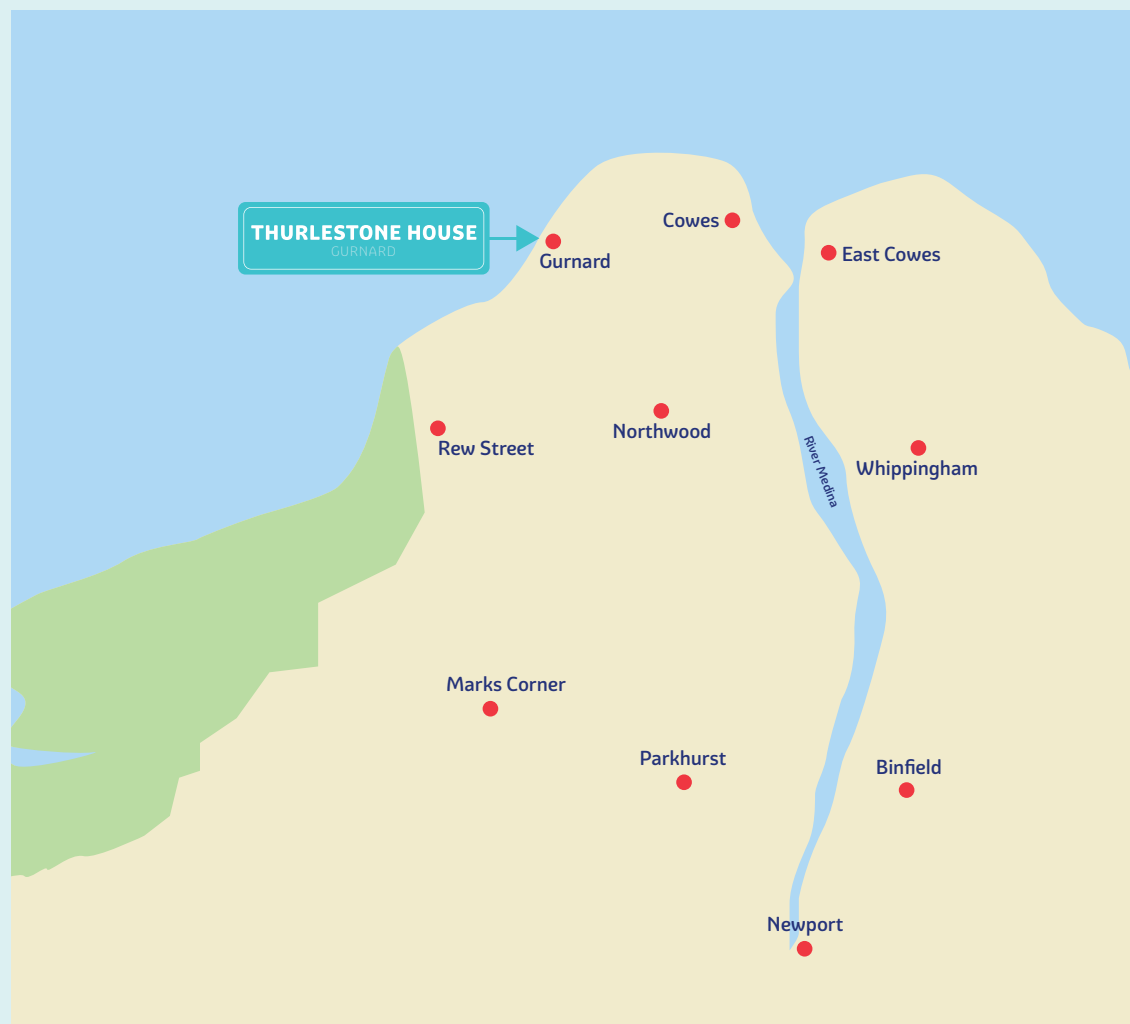 THURLESTONE HOUSE
GURNARD
Cowes
East Cowes
Gurnard
Northwood
Rew Street
River Medina
Whippingham
Marks Corner
Parkhurst
Binfield
Newport